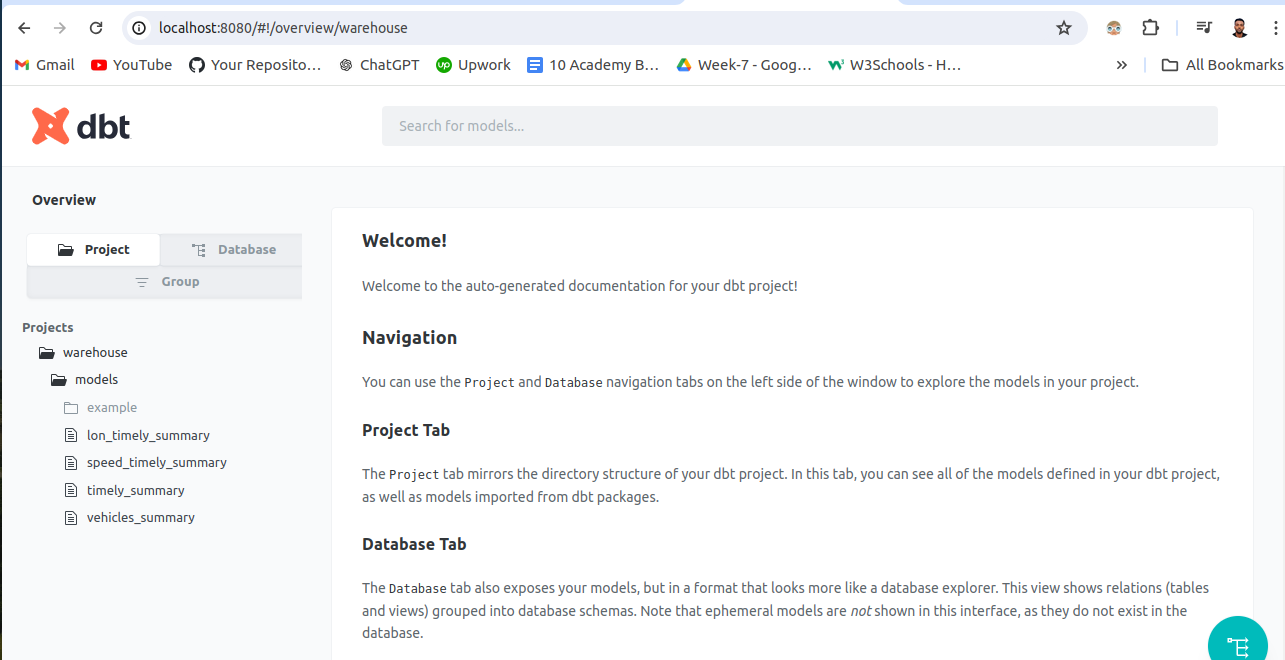 localhost:8080/#!/overview/warehouse
Gmail YouTube Your Reposito... ChatGPT Upwork 10 Academy B... Week-7 - Goog... W3Schools - H... » All Bookmarks
dbt
Search for models...
Overview
Project Database
Group
Projects
warehouse
models
example
lon_timely_summary
speed_timely_summary
timely_summary
vehicles_summary
Welcome!
Welcome to the auto-generated documentation for your dbt project!
Navigation
You can use the Project and Database navigation tabs on the left side of the window to explore the models in your project.
Project Tab
The Project tab mirrors the directory structure of your dbt project. In this tab, you can see all of the models defined in your dbt project,
as well as models imported from dbt packages.
Database Tab
The Database tab also exposes your models, but in a format that looks more like a database explorer. This view shows relations (tables
and views) grouped into database schemas. Note that ephemeral models are not shown in this interface, as they do not exist in the
database.